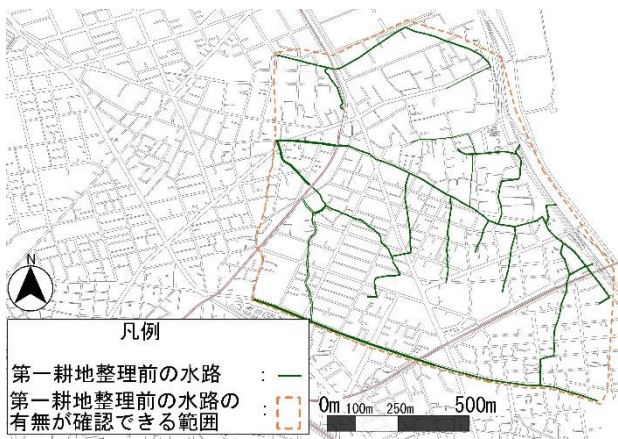 N
凡例
第一耕地整理前の水路 : 
第一耕地整理前の水路の
有無が確認できる範囲 :
0m 100m 250m 500m